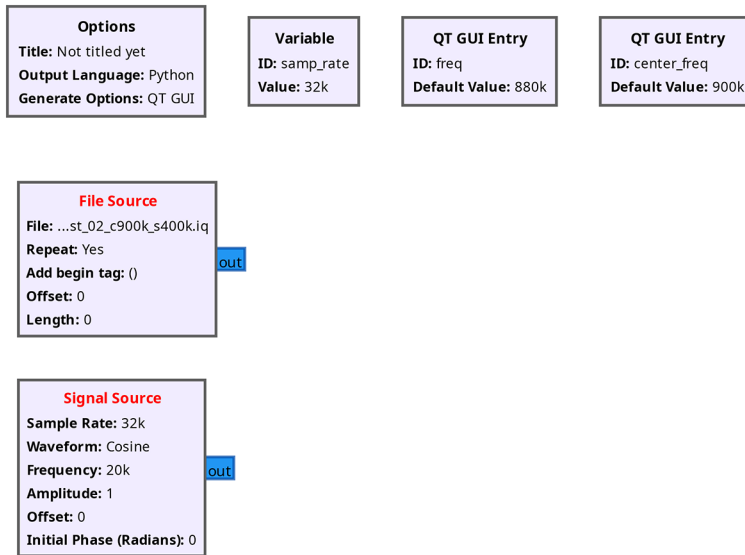 Options
Title: Not titled yet
Output Language: Python
Generate Options: QT GUI
Variable
ID: samp_rate
Value: 32k
QT GUI Entry
ID: freq
Default Value: 880k
QT GUI Entry
ID: center_freq
Default Value: 900k
File Source
File: ...st_02_c900k_s400k.iq
Repeat: Yes
Add begin tag: ()
Offset: 0
Length: 0
out
Signal Source
Sample Rate: 32k
Waveform: Cosine
Frequency: 20k
Amplitude: 1
Offset: 0
Initial Phase (Radians): 0
out